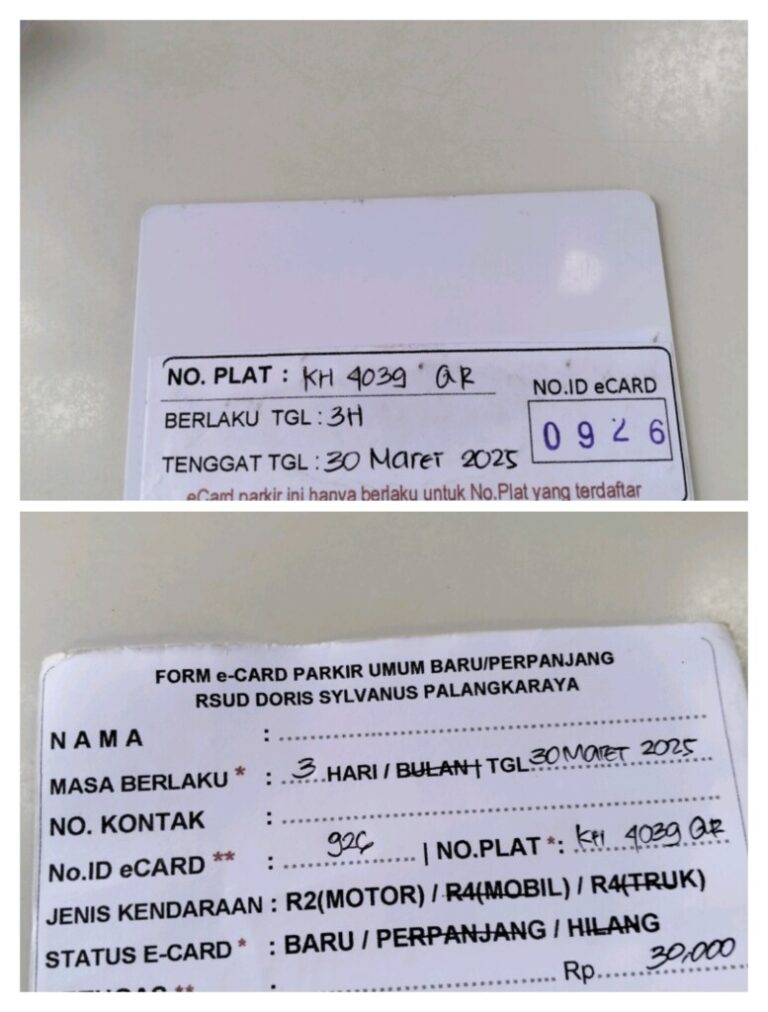 NO. PLAT : KH 4039 QR
NO.ID eCARD
BERLAKU TGL : 3H
0926
TENGGAT TGL : 30 Maret 2025
eCard parkir ini hanya berlaku untuk No.Plat yang terdaftar
FORM e-CARD PARKIR UMUM BARU/PERPANJANG
RSUD DORIS SYLVANUS PALANGKARAYA
NAMA :
MASA BERLAKU * : 3 HARI / BULAN | TGL 30 Maret 2025
NO. KONTAK :
No.ID eCARD ** : 926 | NO.PLAT *: KH 4039 QR
JENIS KENDARAAN : R2(MOTOR) / R4(MOBIL) / R4(TRUK)
STATUS E-CARD * : BARU / PERPANJANG / HILANG
Rp. 30,000